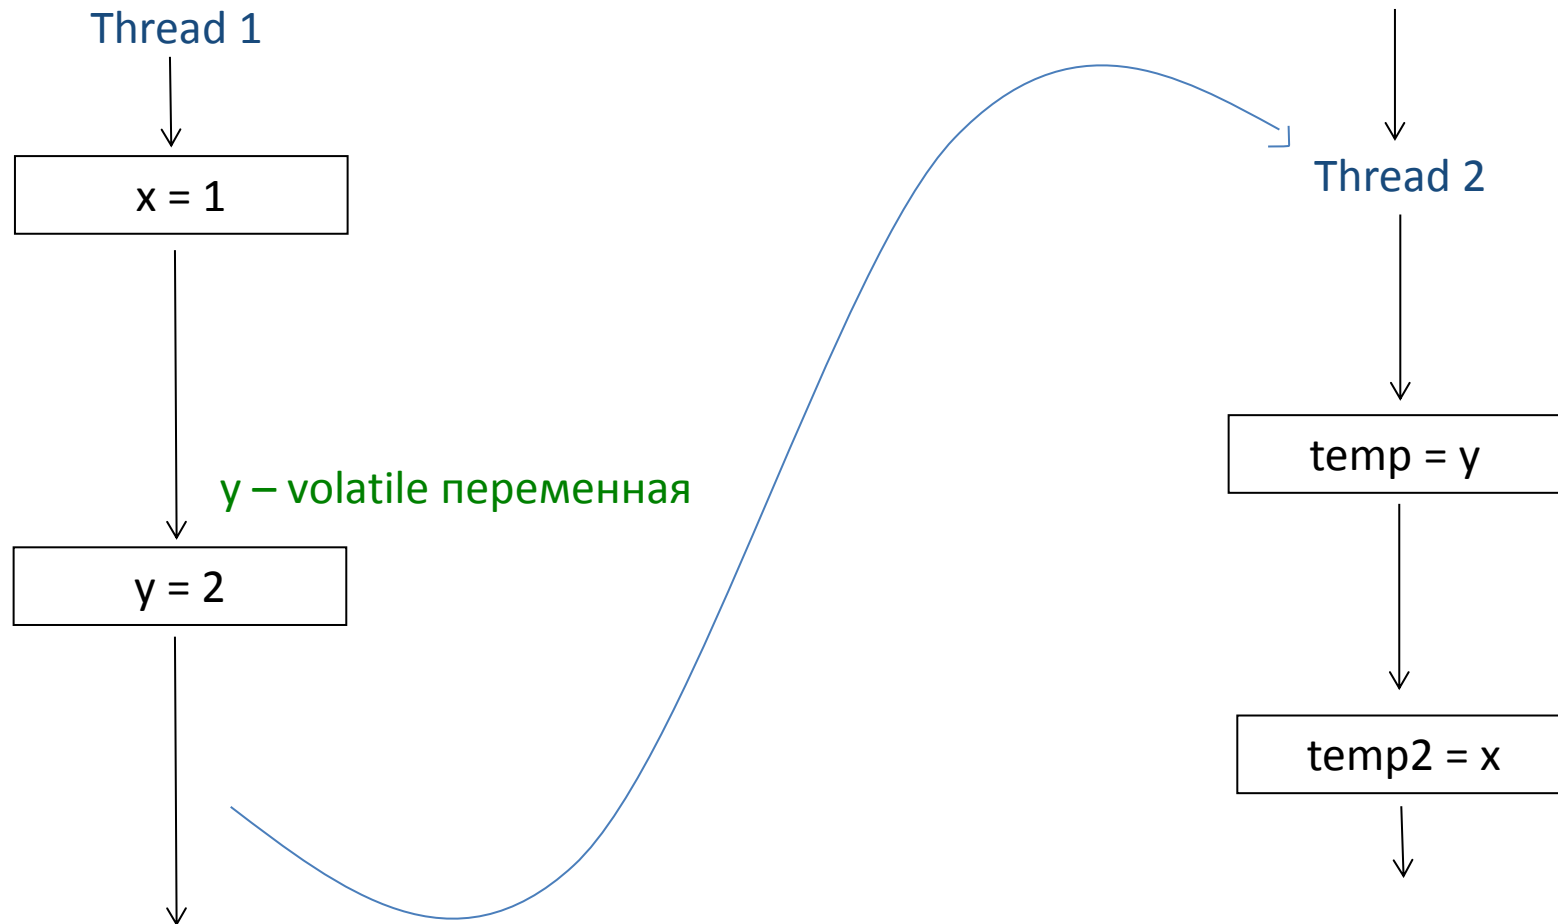 Thread 1
x = 1
y – volatile переменная
y = 2
Thread 2
temp = y
temp2 = x